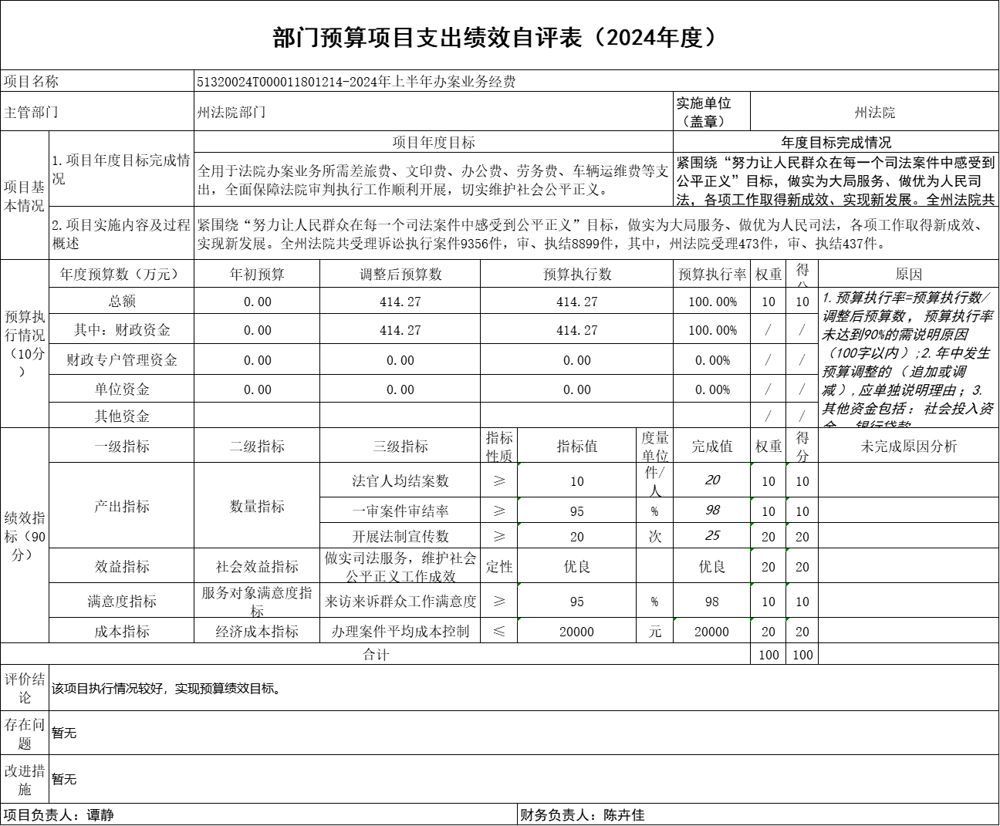 部门预算项目支出绩效自评表（2024年度）
项目名称 51320024T000011801214-2024年上半年办案业务经费
主管部门 州法院部门 实施单位（盖章） 州法院
项目基本情况
1.项目年度目标完成情况
项目年度目标 年度目标完成情况
全用于法院办案业务所需差旅费、文印费、办公费、劳务费、车辆运维费等支
出，全面保障法院审判执行工作顺利开展，切实维护社会公平正义。
紧围绕“努力让人民群众在每一个司法案件中感受到
公平正义”目标，做实为大局服务、做优为人民司
法，各项工作取得新成效、实现新发展。全州法院共
2.项目实施内容及过程概述
紧围绕“努力让人民群众在每一个司法案件中感受到公平正义”目标，做实为大局服务、做优为人民司法，各项工作取得新成效、
实现新发展。全州法院共受理诉讼执行案件9356件，审、执结8899件，其中，州法院受理473件，审、执结437件。
预算执行情况（10分）
年度预算数（万元） 年初预算 调整后预算数 预算执行数 预算执行率 权重 得分 原因
总额 0.00 414.27 414.27 100.00% 10 10
其中：财政资金 0.00 414.27 414.27 100.00% / /
财政专户管理资金 0.00 0.00 0.00 0.00% / /
单位资金 0.00 0.00 0.00 0.00% / /
其他资金 / /
1.预算执行率=预算执行数/
调整后预算数，预算执行率
未达到90%的需说明原因
（100字以内）;2.年中发生
预算调整的（追加或调
减）,应单独说明理由；3.
其他资金包括：社会投入资
金、银行贷款
绩效指标（90分）
一级指标 二级指标 三级指标 指标性质 指标值 度量单位 完成值 权重 得分 未完成原因分析
产出指标 数量指标 法官人均结案数 ≥ 10 件/人 20 10 10
一审案件审结率 ≥ 95 % 98 10 10
开展法制宣传数 ≥ 20 次 25 20 20
效益指标 社会效益指标 做实司法服务，维护社会公平正义工作成效 定性 优良 优良 20 20
满意度指标 服务对象满意度指标 来访来诉群众工作满意度 ≥ 95 % 98 10 10
成本指标 经济成本指标 办理案件平均成本控制 ≤ 20000 元 20000 20 20
合计 100 100
评价结论 该项目执行情况较好，实现预算绩效目标。
存在问题 暂无
改进措施 暂无
项目负责人：谭静 财务负责人：陈卉佳